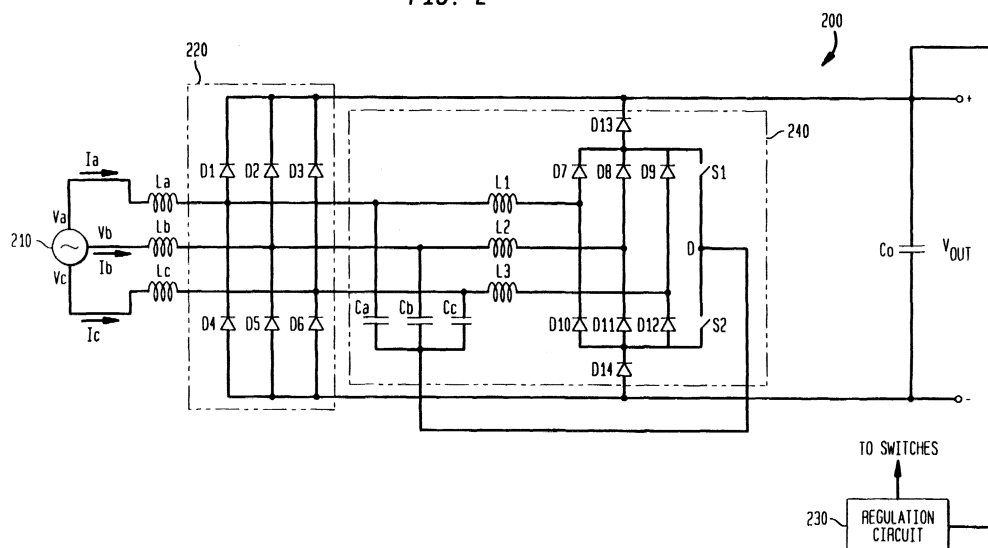 FIG. 2
200
220
D13
240
D1
D2
D3
D7
D8
D9
S1
Ia
La
L1
Va
210
Vb
Lb
L2
D
Co
VOUT
Vc
Ib
Lc
L3
Ca
Cb
Cc
D4
D5
D6
D10
D11
D12
S2
Ic
D14
+
-
TO SWITCHES
230
REGULATION
CIRCUIT